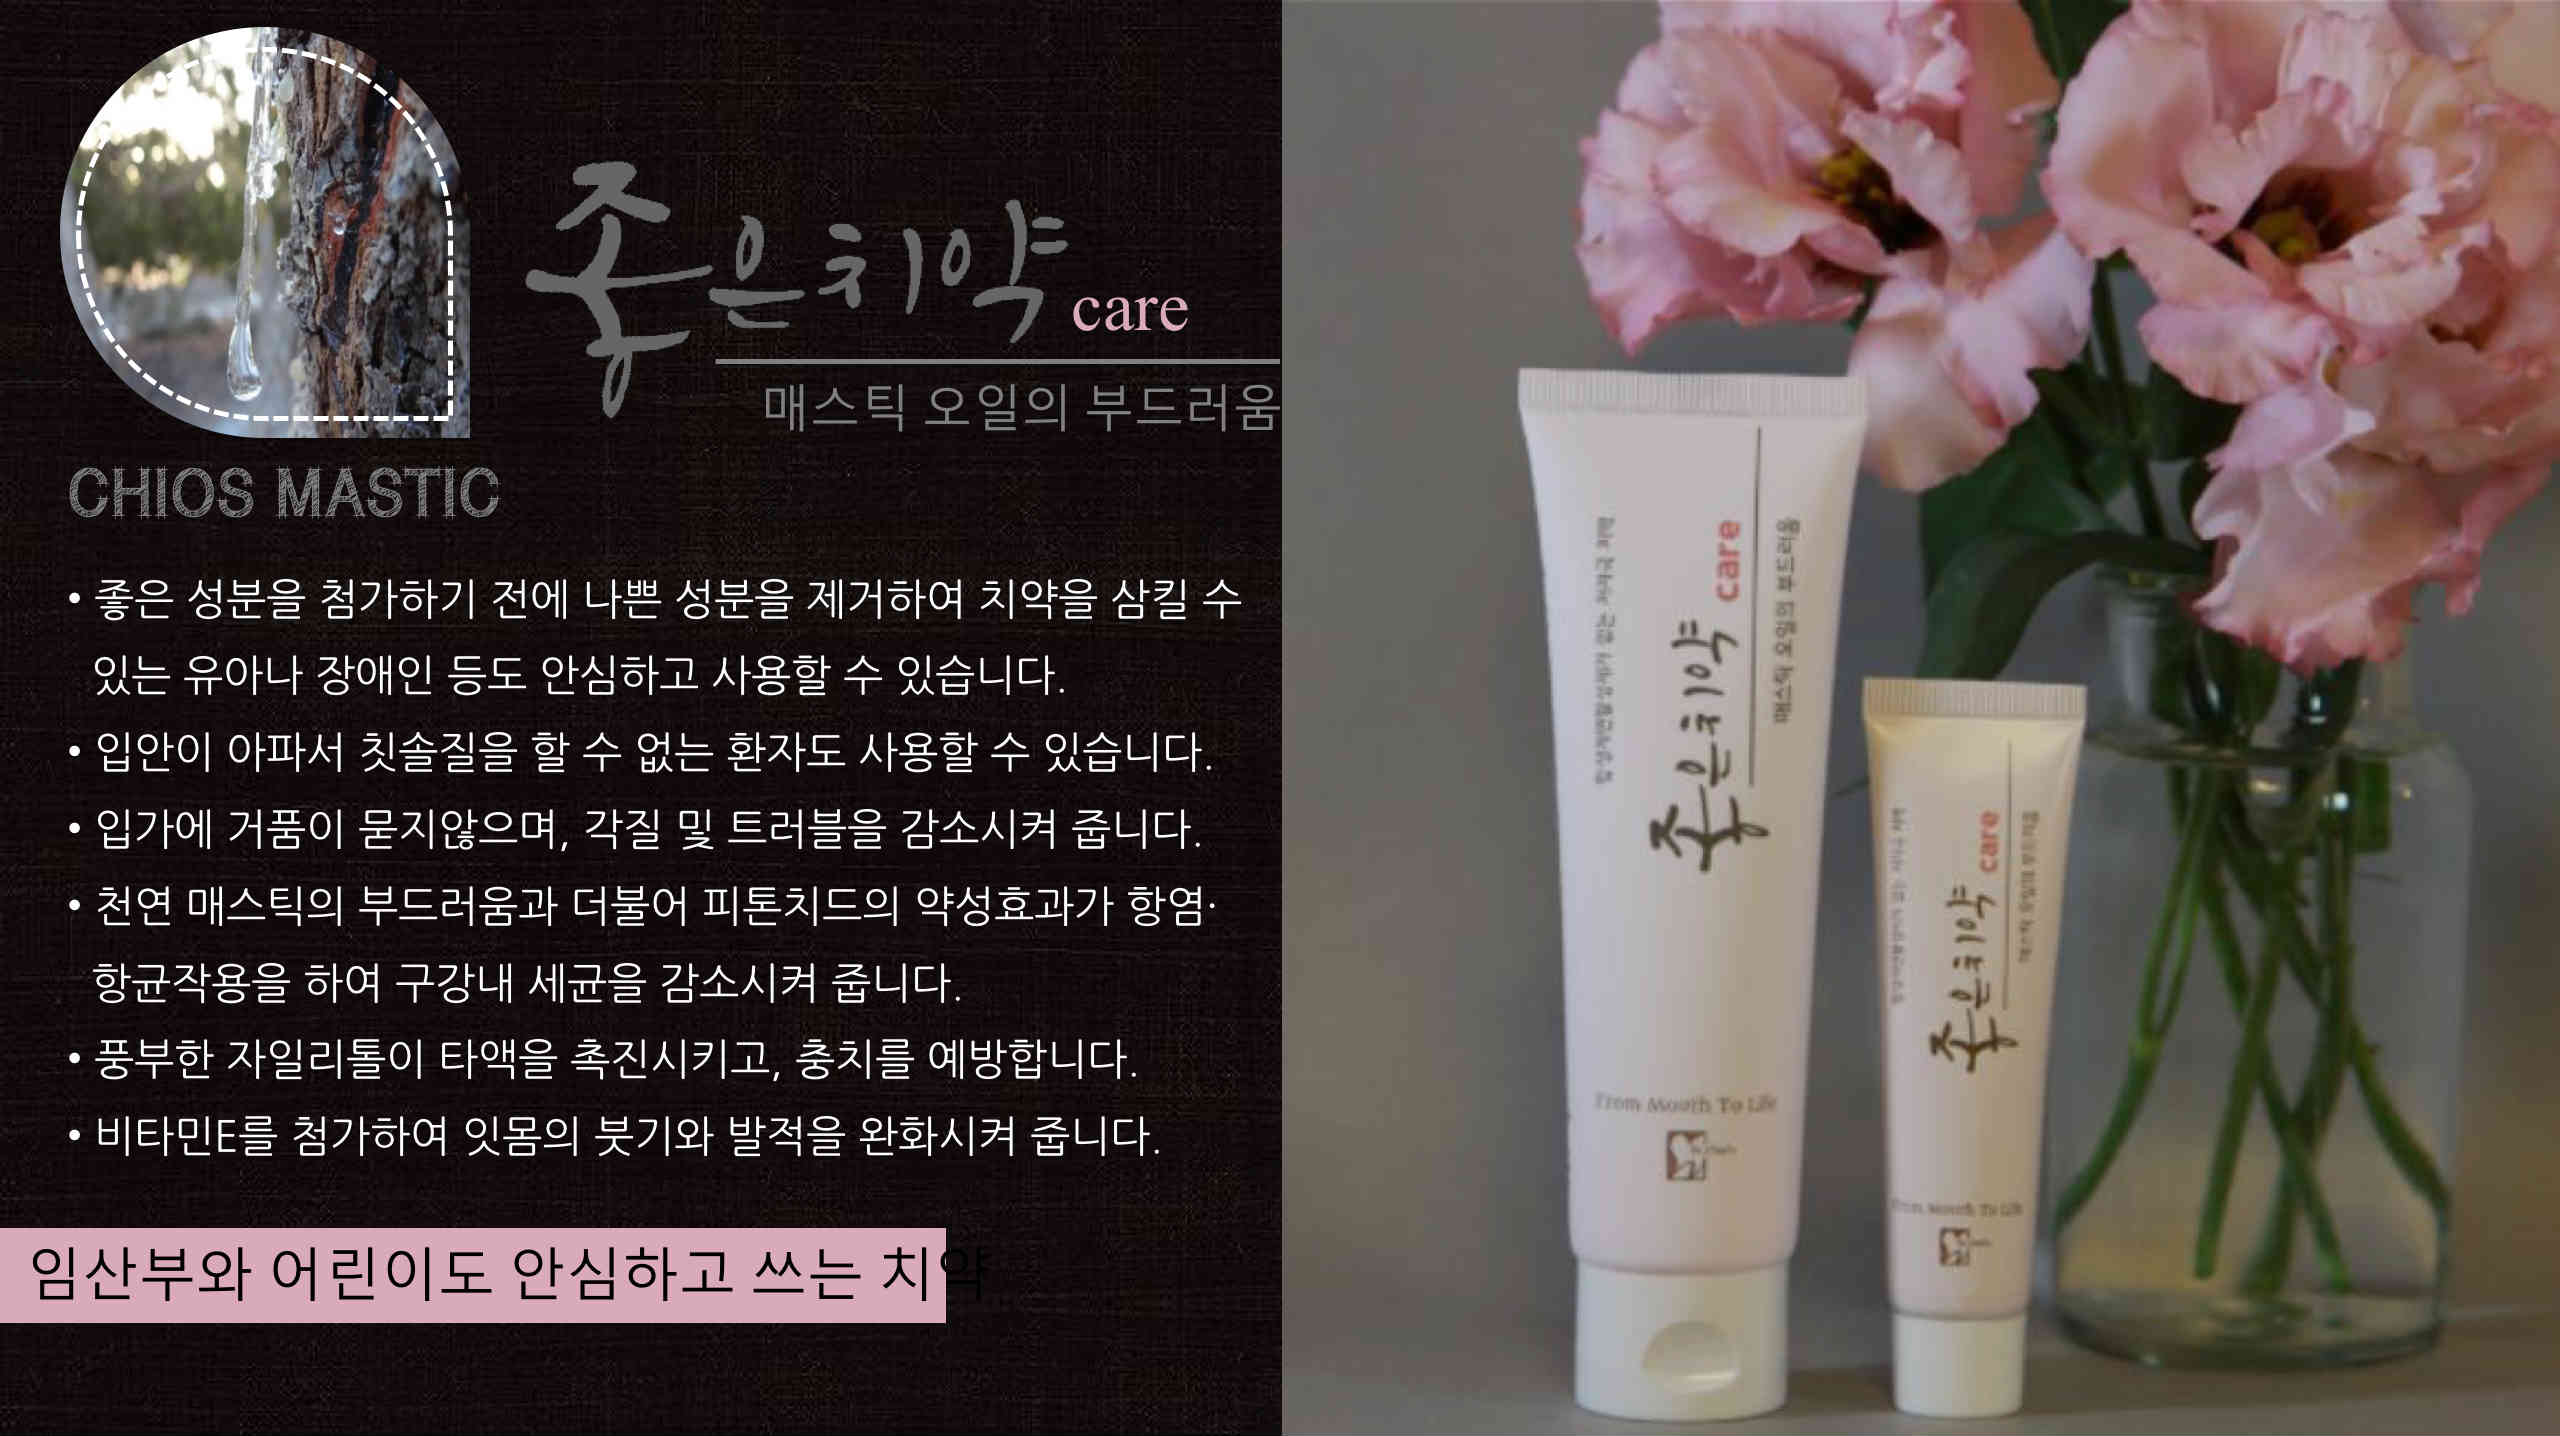 좋은치약 care
매스틱 오일의 부드러움
CHIOS MASTIC
• 좋은 성분을 첨가하기 전에 나쁜 성분을 제거하여 치약을 삼킬 수
있는 유아나 장애인 등도 안심하고 사용할 수 있습니다.
• 입안이 아파서 칫솔질을 할 수 없는 환자도 사용할 수 있습니다.
• 입가에 거품이 묻지않으며, 각질 및 트러블을 감소시켜 줍니다.
• 천연 매스틱의 부드러움과 더불어 피톤치드의 약성효과가 항염·
항균작용을 하여 구강내 세균을 감소시켜 줍니다.
• 풍부한 자일리톨이 타액을 촉진시키고, 충치를 예방합니다.
• 비타민E를 첨가하여 잇몸의 붓기와 발적을 완화시켜 줍니다.
임산부와 어린이도 안심하고 쓰는 치약
좋은치약 care
매스틱 오일의 부드러움
From Mouth To Life
좋은치약 care
From Mouth To Life